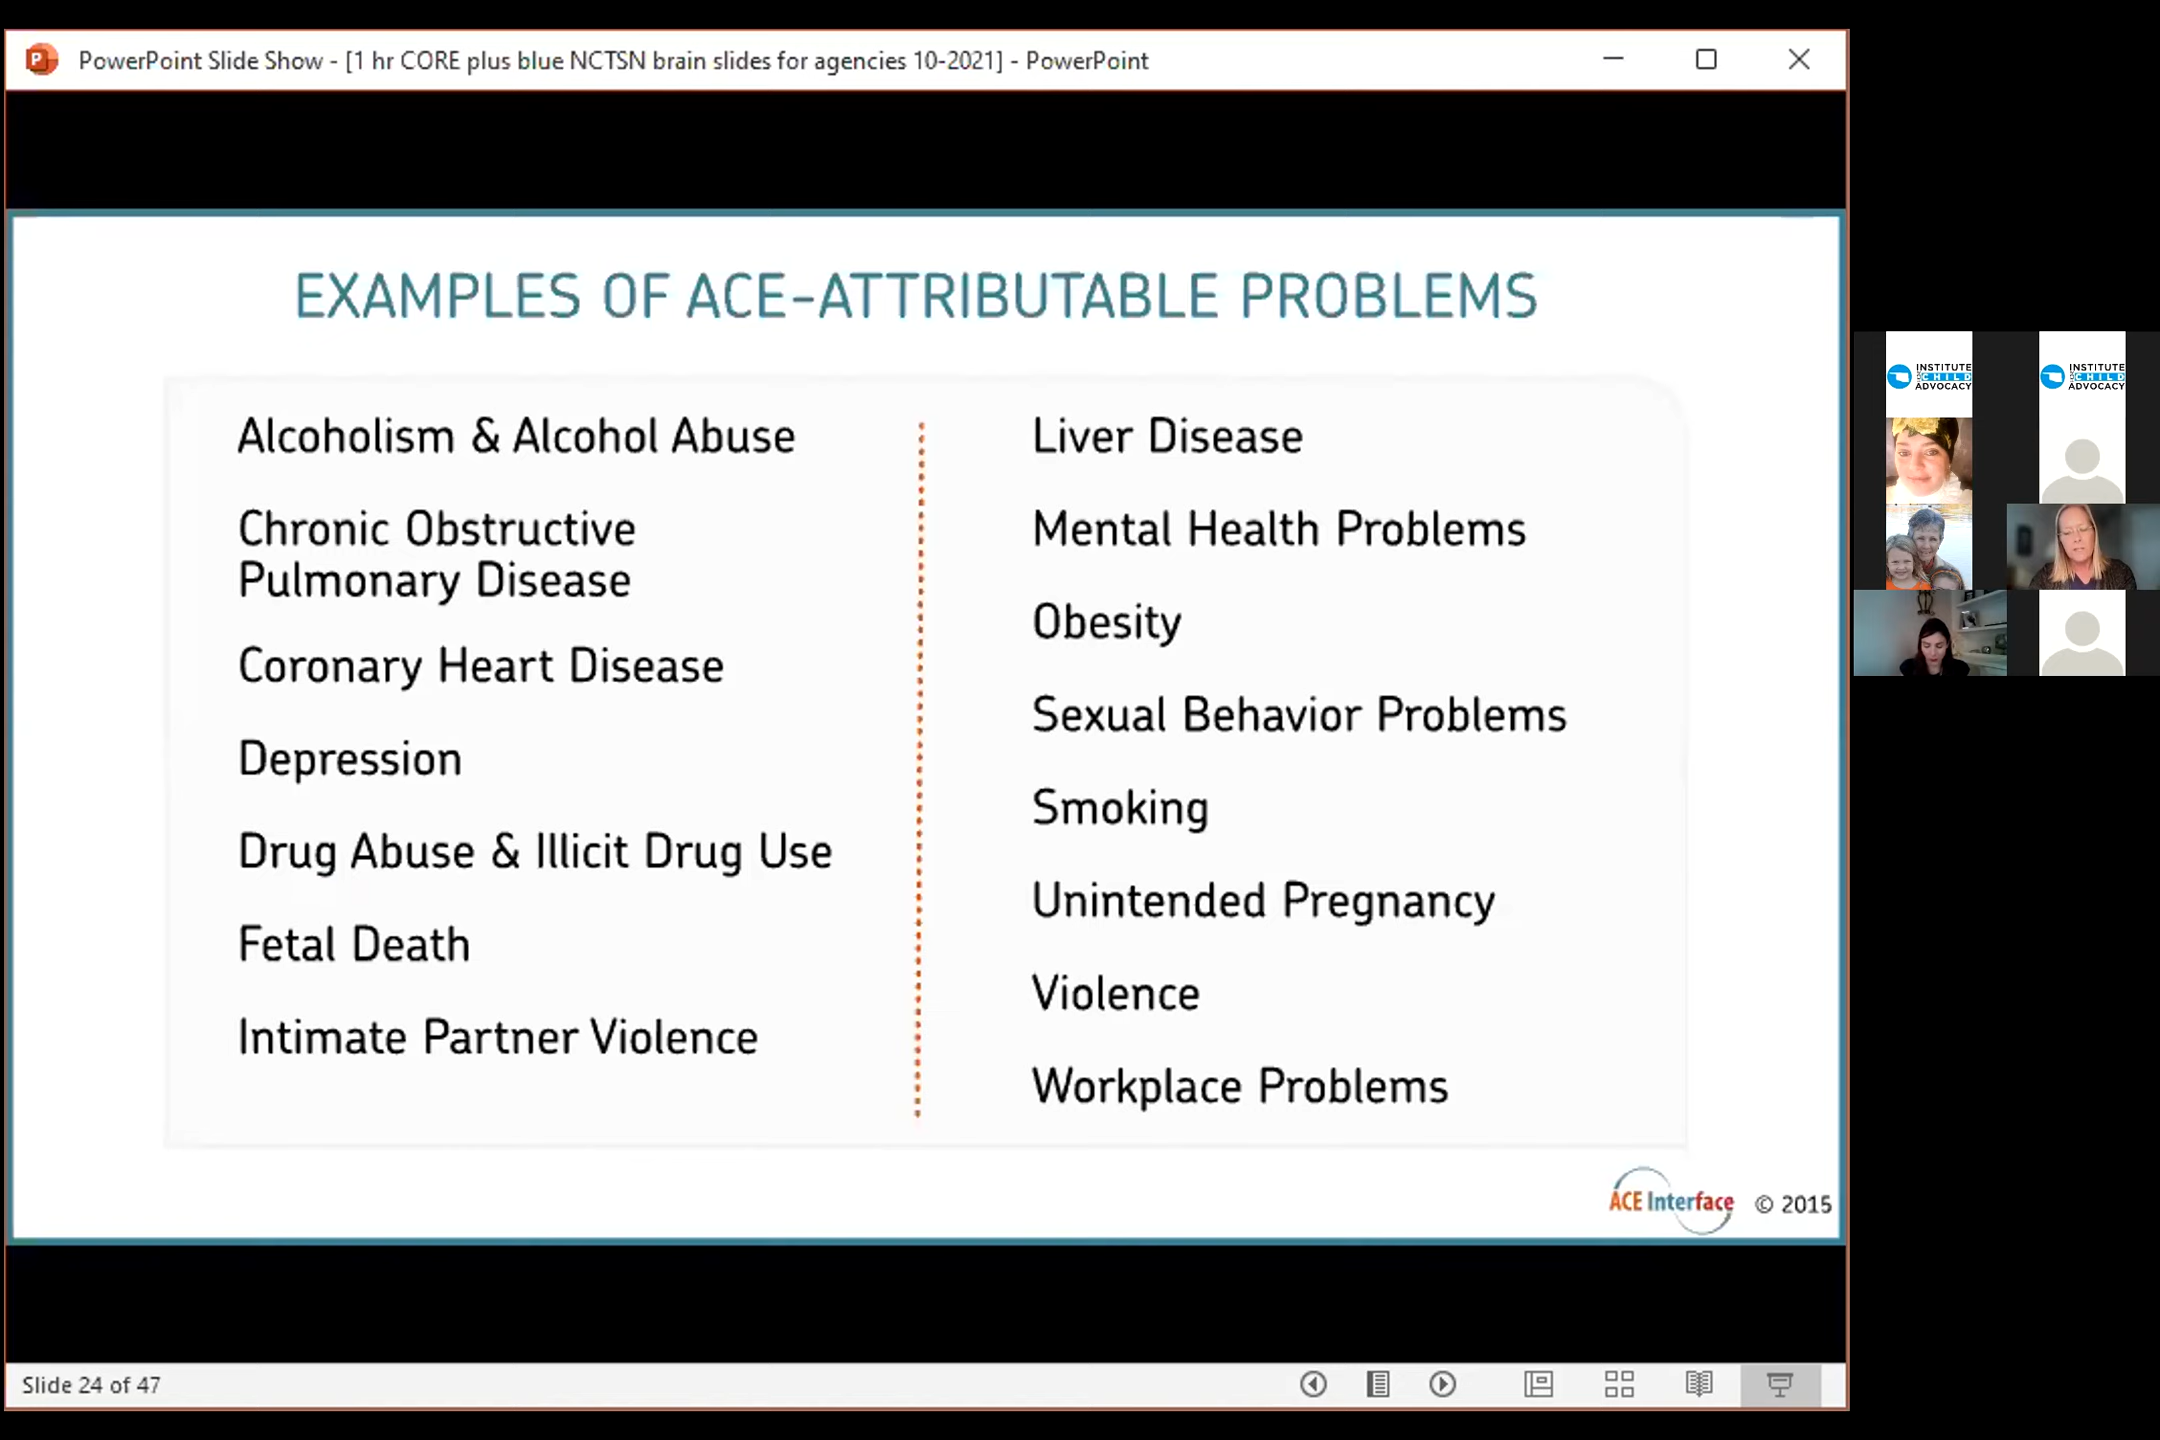 PowerPoint Slide Show - [1 hr CORE plus blue NCTSN brain slides for agencies 10-2021] - PowerPoint
EXAMPLES OF ACE-ATTRIBUTABLE PROBLEMS
Alcoholism & Alcohol Abuse
Chronic Obstructive
Pulmonary Disease
Coronary Heart Disease
Depression
Drug Abuse & Illicit Drug Use
Fetal Death
Intimate Partner Violence
Liver Disease
Mental Health Problems
Obesity
Sexual Behavior Problems
Smoking
Unintended Pregnancy
Violence
Workplace Problems
ACE Interface © 2015
Slide 24 of 47
INSTITUTE
CHILD
ADVOCACY
INSTITUTE
CHILD
ADVOCACY